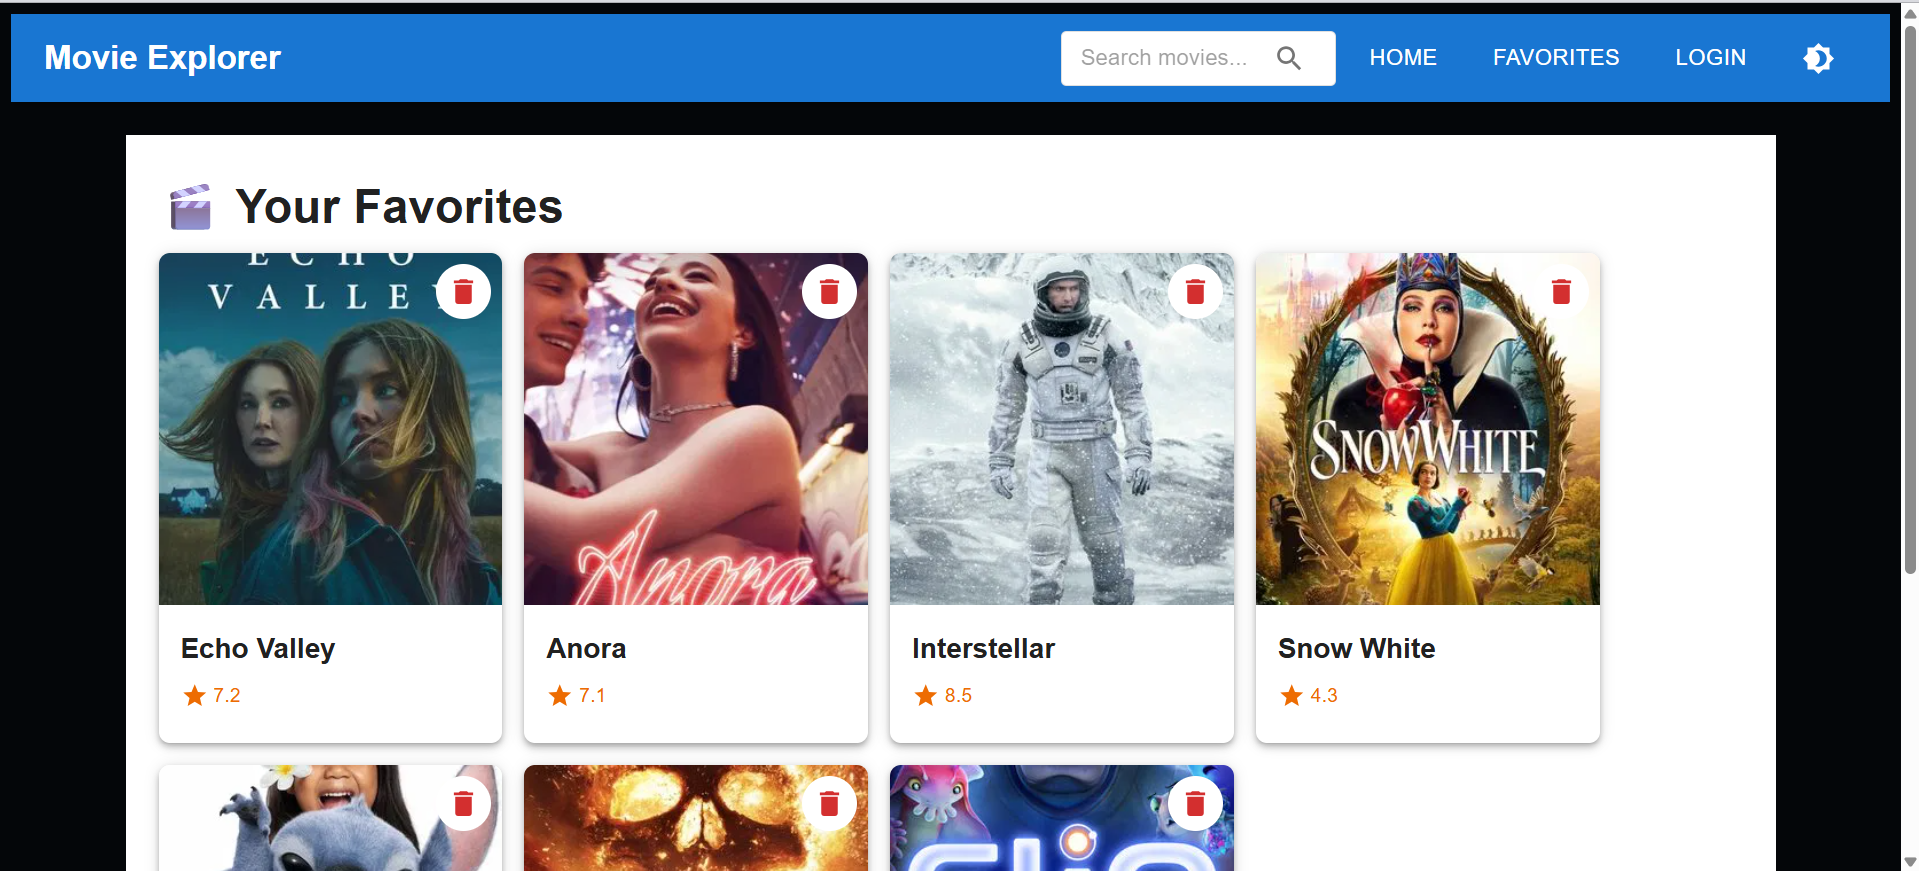 Movie Explorer
Search movies...
HOME
FAVORITES
LOGIN
Your Favorites
ECHO
VALLEY
Anora
SNOW WHITE
Echo Valley
7.2
Anora
7.1
Interstellar
8.5
Snow White
4.3
elio